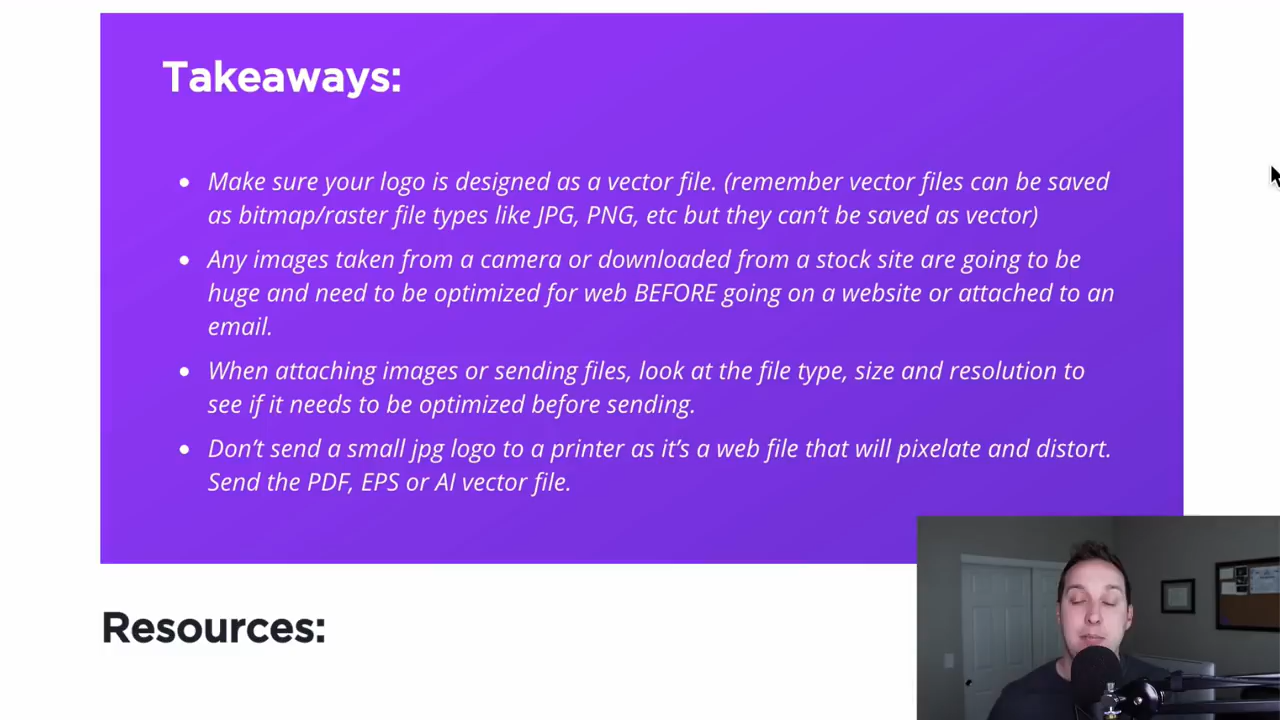 Takeaways:
Make sure your logo is designed as a vector file. (remember vector files can be saved
as bitmap/raster file types like JPG, PNG, etc but they can't be saved as vector)
Any images taken from a camera or downloaded from a stock site are going to be
huge and need to be optimized for web BEFORE going on a website or attached to an
email.
When attaching images or sending files, look at the file type, size and resolution to
see if it needs to be optimized before sending.
Don't send a small jpg logo to a printer as it's a web file that will pixelate and distort.
Send the PDF, EPS or AI vector file.
Resources: